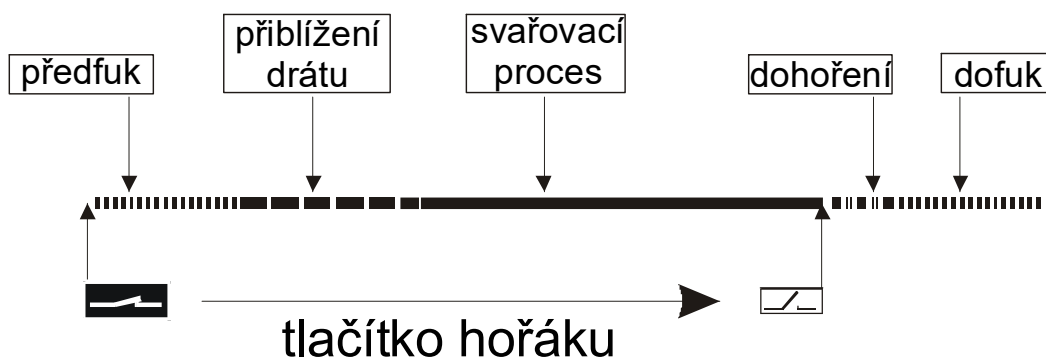 předfuk
přiblížení
drátu
svařovací
proces
dohoření
dofuk
tlačítko hořáku